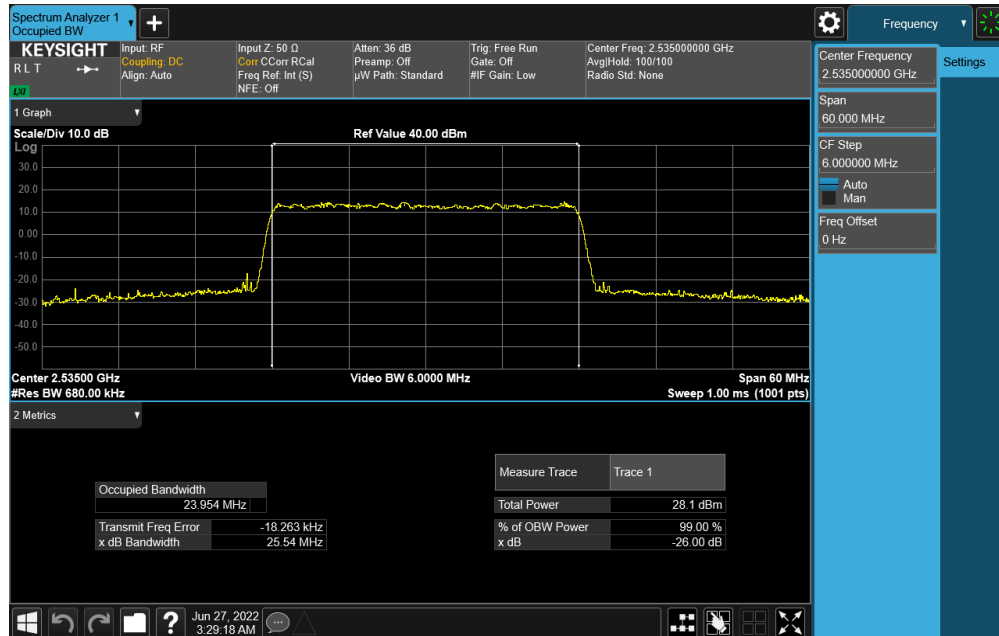 Spectrum Analyzer 1
Occupied BW
Frequency
KEYSIGHT
R L T
LXI
Input: RF
Coupling: DC
Align: Auto
Input Z: 50 Ω
Corr CCorr RCal
Freq Ref: Int (S)
NFE: Off
Atten: 36 dB
Preamp: Off
µW Path: Standard
Trig: Free Run
Gate: Off
#IF Gain: Low
Center Freq: 2.535000000 GHz
Avg|Hold: 100/100
Radio Std: None
Center Frequency
2.535000000 GHz
Settings
Span
60.000 MHz
CF Step
6.000000 MHz
Auto
Man
Freq Offset
0 Hz
1 Graph
Scale/Div 10.0 dB
Ref Value 40.00 dBm
Log
30.0
20.0
10.0
0.00
-10.0
-20.0
-30.0
-40.0
-50.0
Center 2.53500 GHz
Video BW 6.0000 MHz
Span 60 MHz
#Res BW 680.00 kHz
Sweep 1.00 ms (1001 pts)
2 Metrics
Measure Trace Trace 1
Occupied Bandwidth
23.954 MHz
Total Power 28.1 dBm
Transmit Freq Error -18.263 kHz
% of OBW Power 99.00 %
x dB Bandwidth 25.54 MHz
x dB -26.00 dB
?
Jun 27, 2022
3:29:18 AM